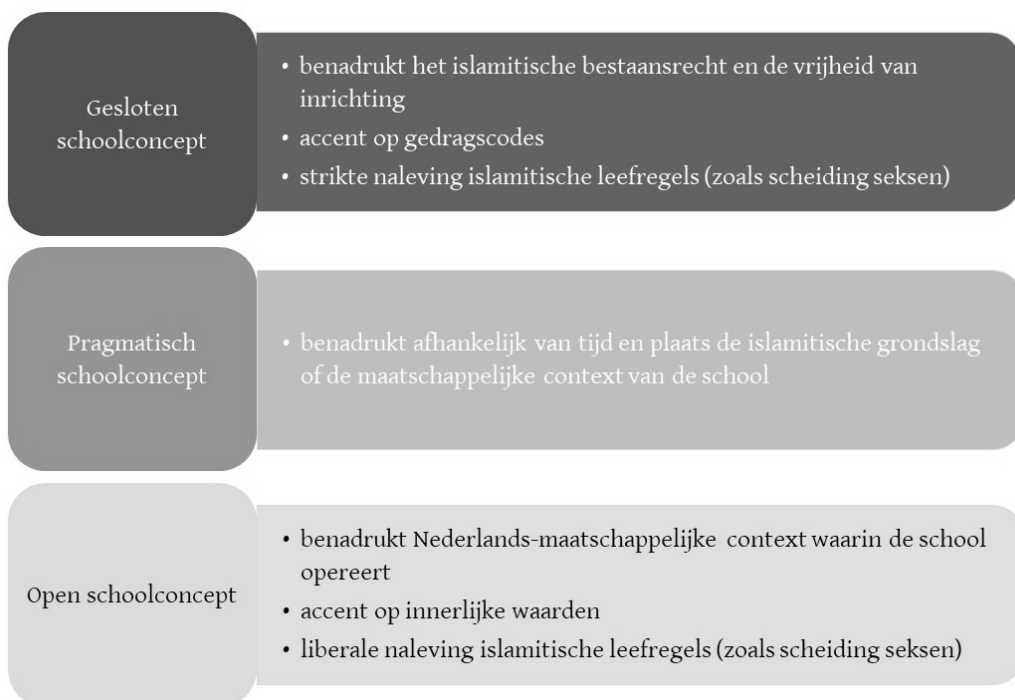 Gesloten
schoolconcept
• benadrukt het islamitische bestaansrecht en de vrijheid van
inrichting
• accent op gedragscodes
• strikte naleving islamitische leefregels (zoals scheiding seksen)
Pragmatisch
schoolconcept
• benadrukt afhankelijk van tijd en plaats de islamitische grondslag
of de maatschappelijke context van de school
Open schoolconcept
• benadrukt Nederlands-maatschappelijke context waarin de school
opereert
• accent op innerlijke waarden
• liberale naleving islamitische leefregels (zoals scheiding seksen)